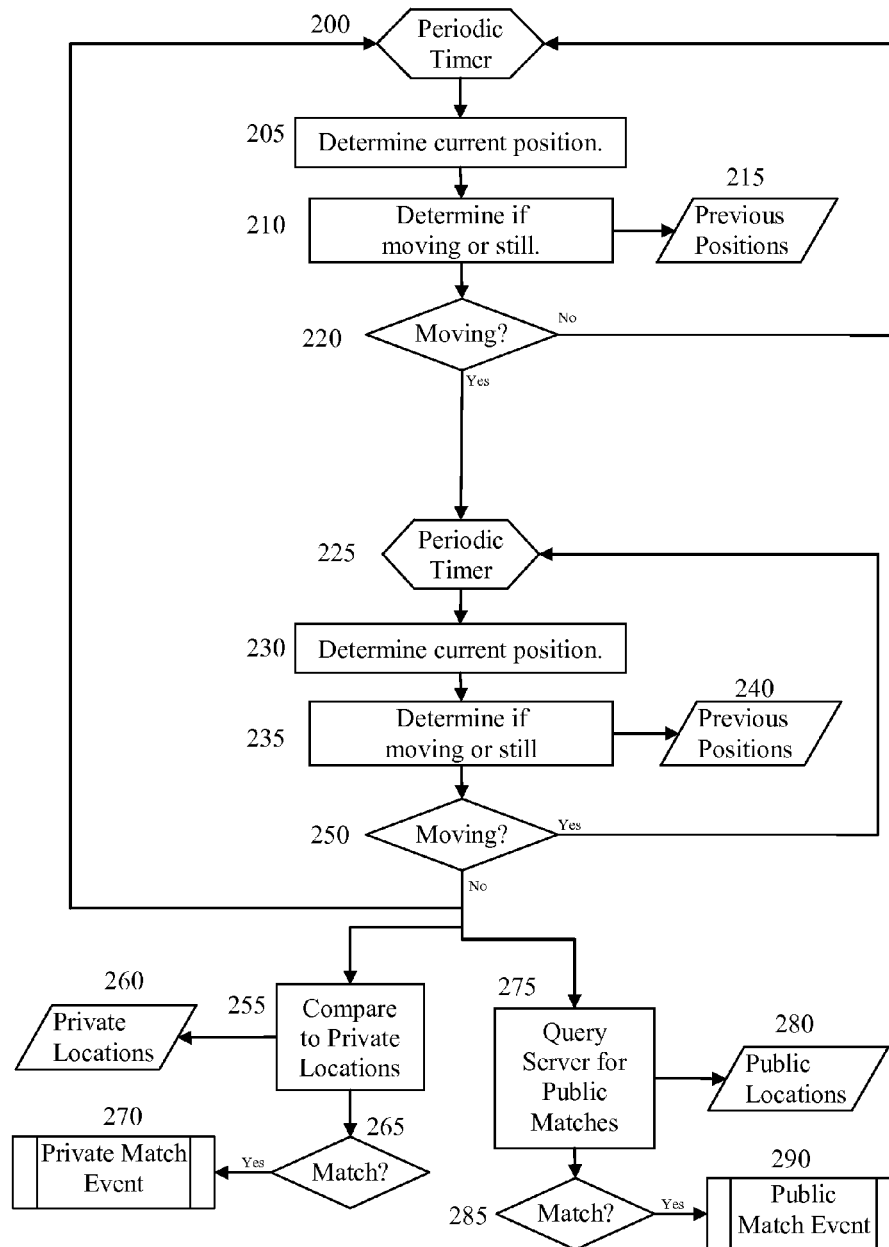 200
Periodic
Timer
205
Determine current position.
215
210
Determine if
moving or still.
Previous
Positions
220
Moving?
No
Yes
225
Periodic
Timer
230
Determine current position.
240
235
Determine if
moving or still
Previous
Positions
250
Moving?
Yes
No
260
255
Private
Locations
Compare
to Private
Locations
275
Query
Server for
Public
Matches
280
Public
Locations
270
265
Private Match
Event
Yes
Match?
290
285
Match?
Yes
Public
Match Event